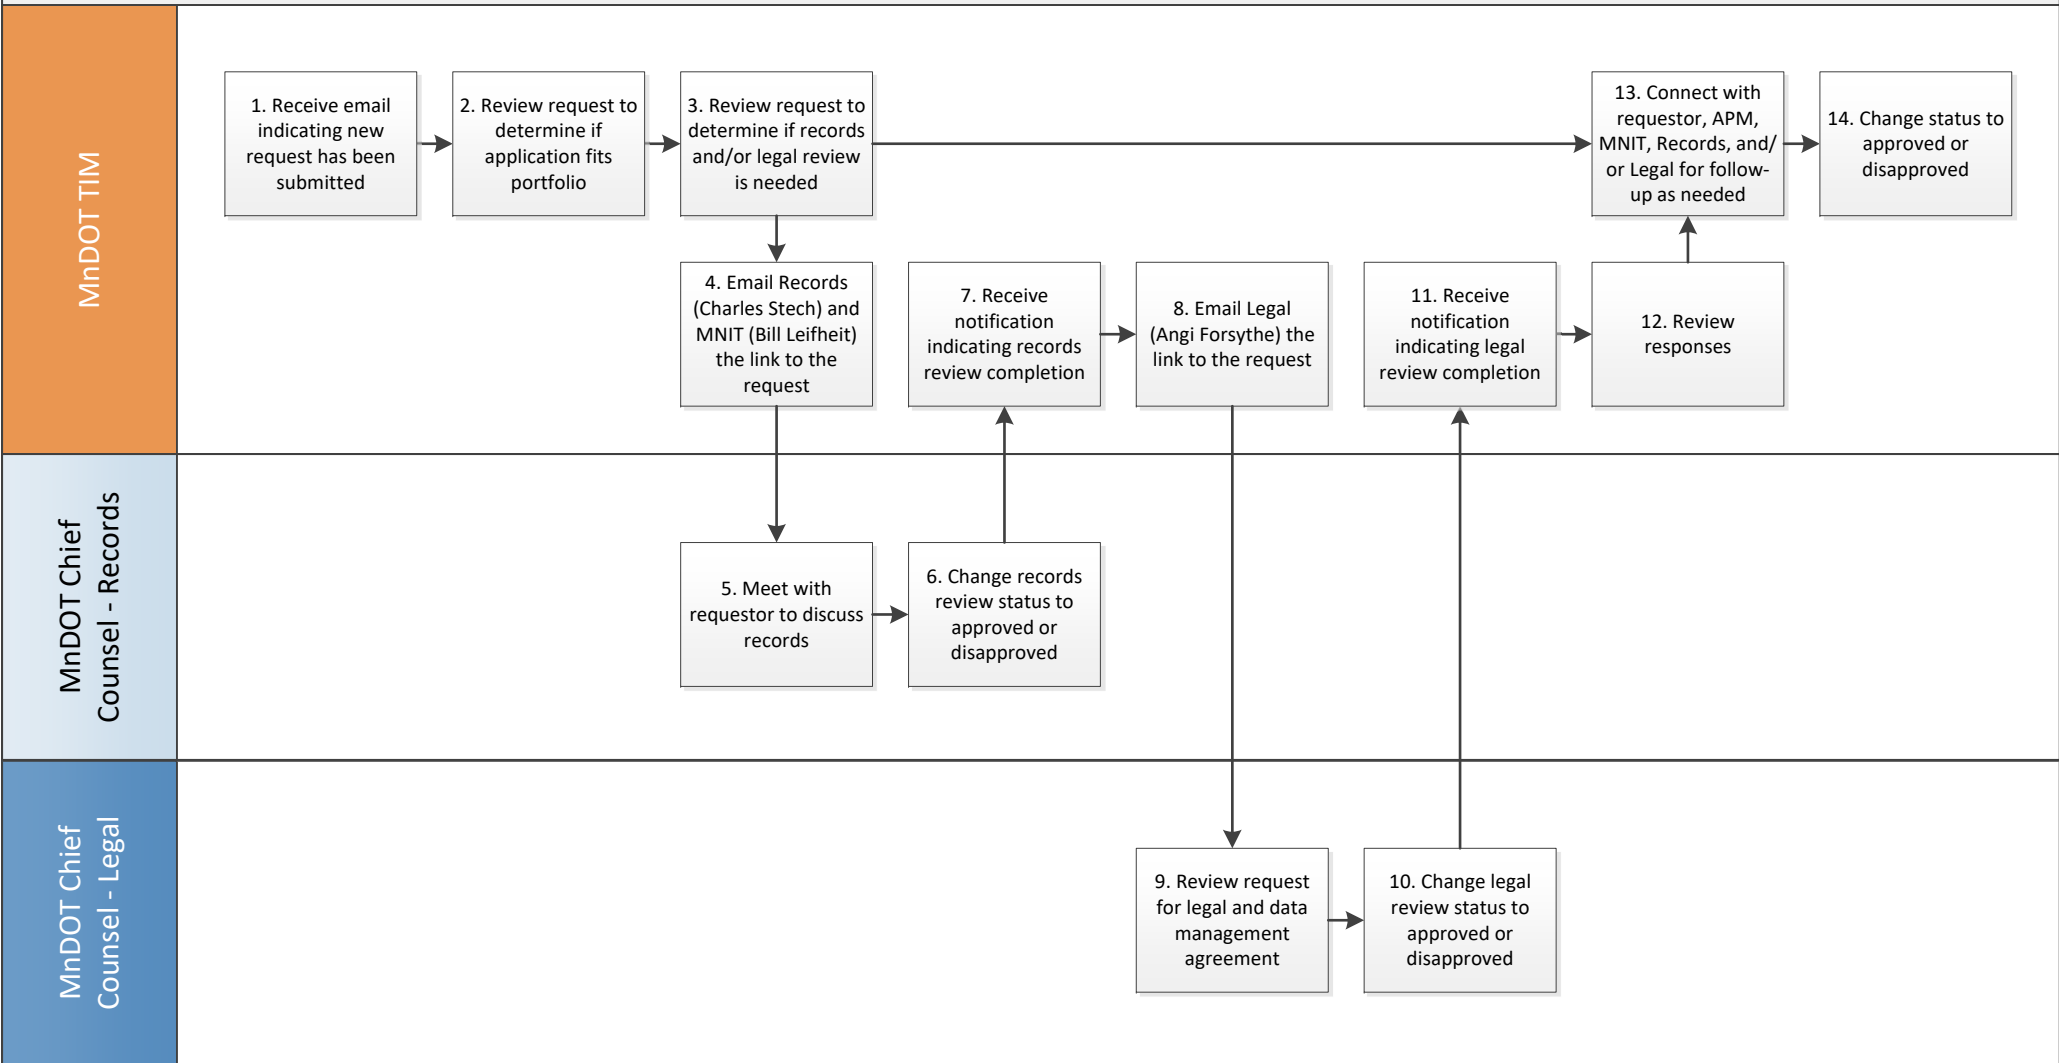 MnDOT TIM
1. Receive email
indicating new
request has been
submitted
2. Review request to
determine if
application fits
portfolio
3. Review request to
determine if records
and/or legal review
is needed
13. Connect with
requestor, APM,
MNIT, Records, and/
or Legal for follow-
up as needed
14. Change status to
approved or
disapproved
4. Email Records
(Charles Stech) and
MNIT (Bill Leifheit)
the link to the
request
7. Receive
notification
indicating records
review completion
8. Email Legal
(Angi Forsythe) the
link to the request
11. Receive
notification
indicating legal
review completion
12. Review
responses
MnDOT Chief
Counsel - Records
5. Meet with
requestor to discuss
records
6. Change records
review status to
approved or
disapproved
MnDOT Chief
Counsel - Legal
9. Review request
for legal and data
management
agreement
10. Change legal
review status to
approved or
disapproved